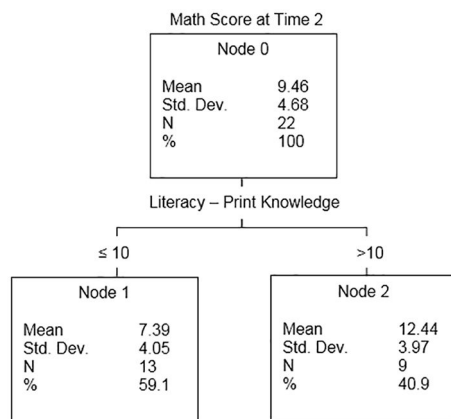 Math Score at Time 2
Node 0
Mean 9.46
Std. Dev. 4.68
N 22
% 100
Literacy – Print Knowledge
≤ 10 >10
Node 1
Mean 7.39
Std. Dev. 4.05
N 13
% 59.1
Node 2
Mean 12.44
Std. Dev. 3.97
N 9
% 40.9